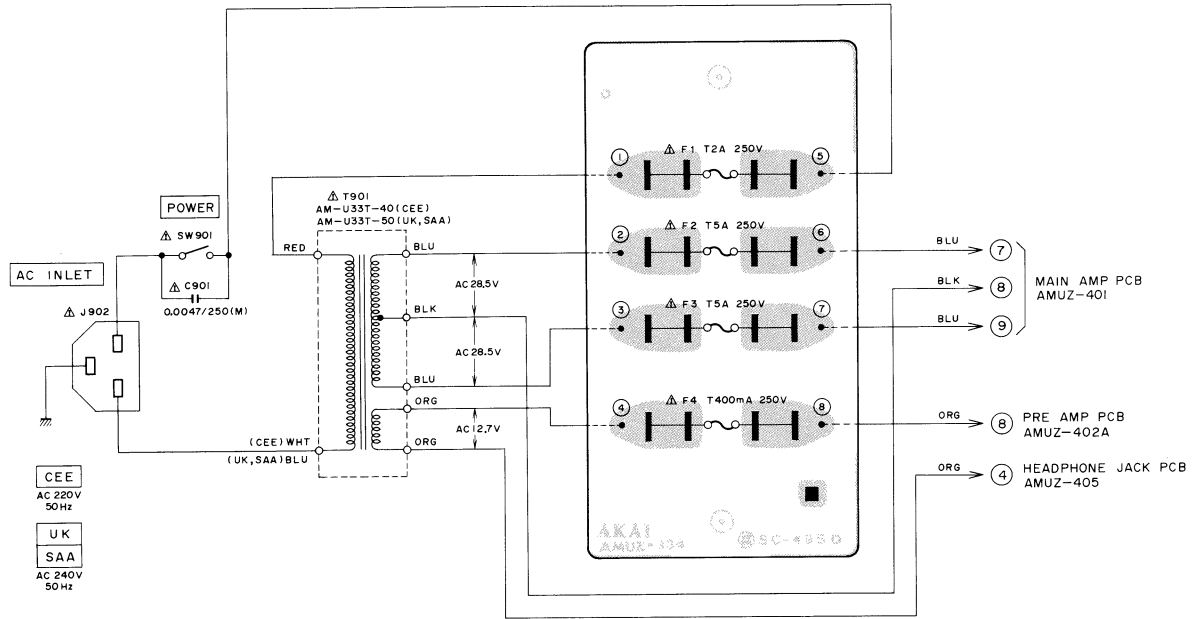 F1 T2A 250V
1
5
T901
AM-U33T-40(CEE)
AM-U33T-50(UK,SAA)
POWER
SW901
RED
BLU
F2 T5A 250V
2
6
BLU
7
AC INLET
AC 28.5V
C901
0.0047/250(M)
BLK
BLK
8
MAIN AMP PCB
AMUZ-401
J902
F3 T5A 250V
3
7
BLU
9
AC 28.5V
BLU
ORG
F4 T400mA 250V
4
8
ORG
8
PRE AMP PCB
AMUZ-402A
AC 12.7V
ORG
(CEE)WHT
(UK,SAA)BLU
ORG
4
HEADPHONE JACK PCB
AMUZ-405
CEE
AC 220V
50Hz
UK
SAA
AC 240V
50Hz
AKAI
AMUZ-334
SC-4950